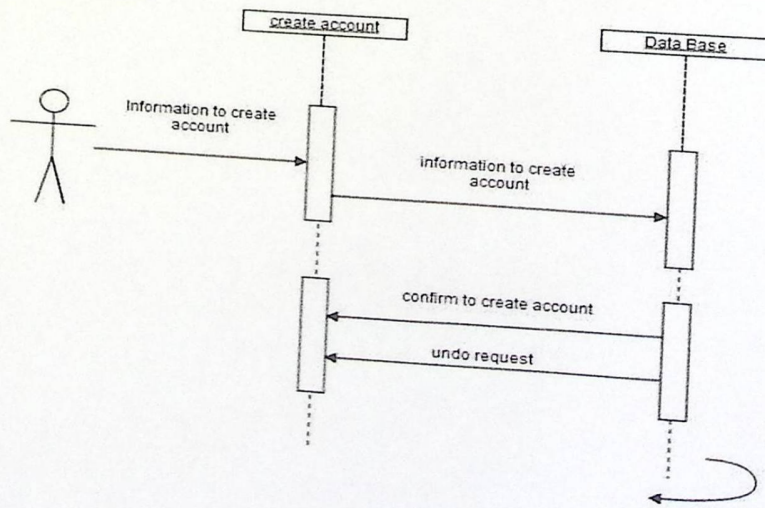 create account
Data Base
Information to create
account
information to create
account
confirm to create account
undo request